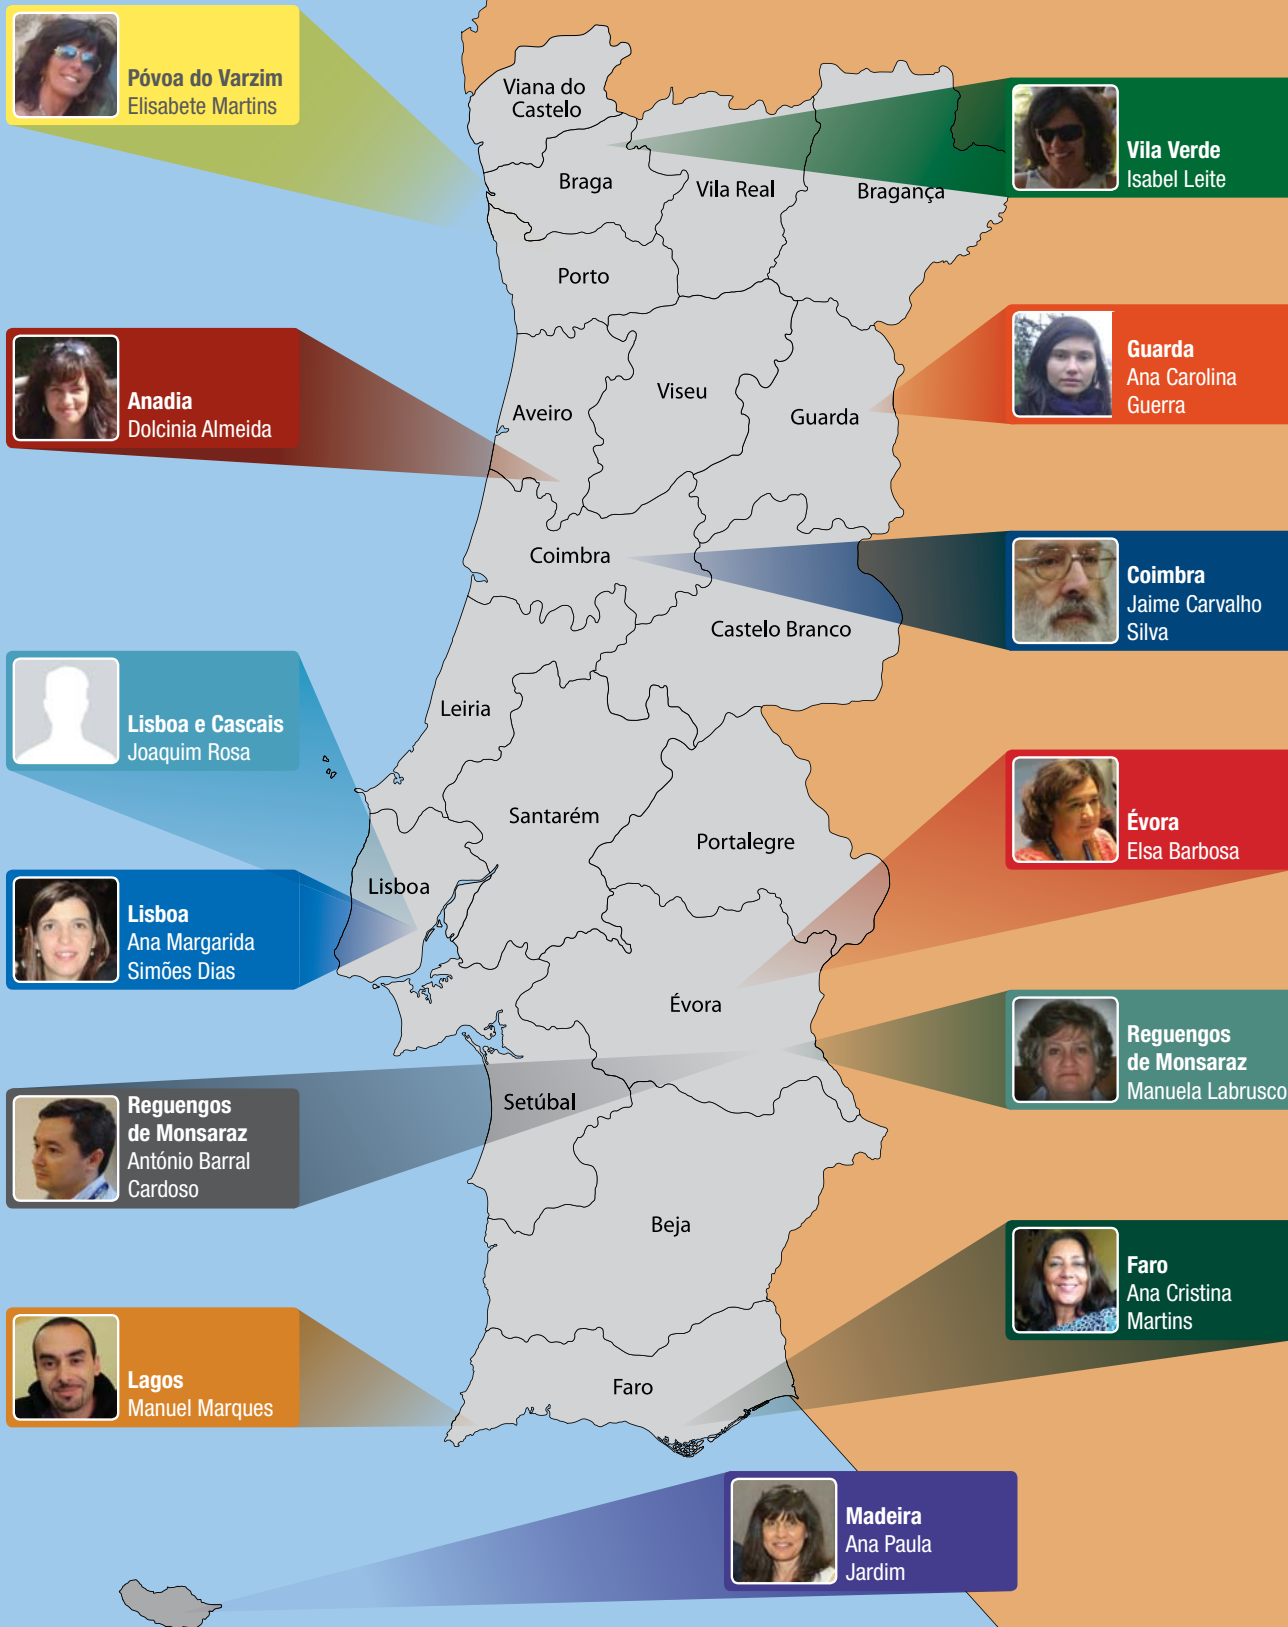 Póvoa do Varzim
Elisabete Martins
Viana do
Castelo
Vila Verde
Isabel Leite
Braga
Vila Real
Bragança
Porto
Guarda
Ana Carolina
Guerra
Anadia
Dolcinia Almeida
Aveiro
Viseu
Guarda
Coimbra
Coimbra
Jaime Carvalho
Silva
Castelo Branco
Lisboa e Cascais
Joaquim Rosa
Leiria
Santarém
Portalegre
Évora
Elsa Barbosa
Lisboa
Lisboa
Ana Margarida
Simões Dias
Évora
Reguengos
de Monsaraz
Manuela Labrusco
Reguengos
de Monsaraz
António Barral
Cardoso
Setúbal
Beja
Faro
Ana Cristina
Martins
Lagos
Manuel Marques
Faro
Madeira
Ana Paula
Jardim